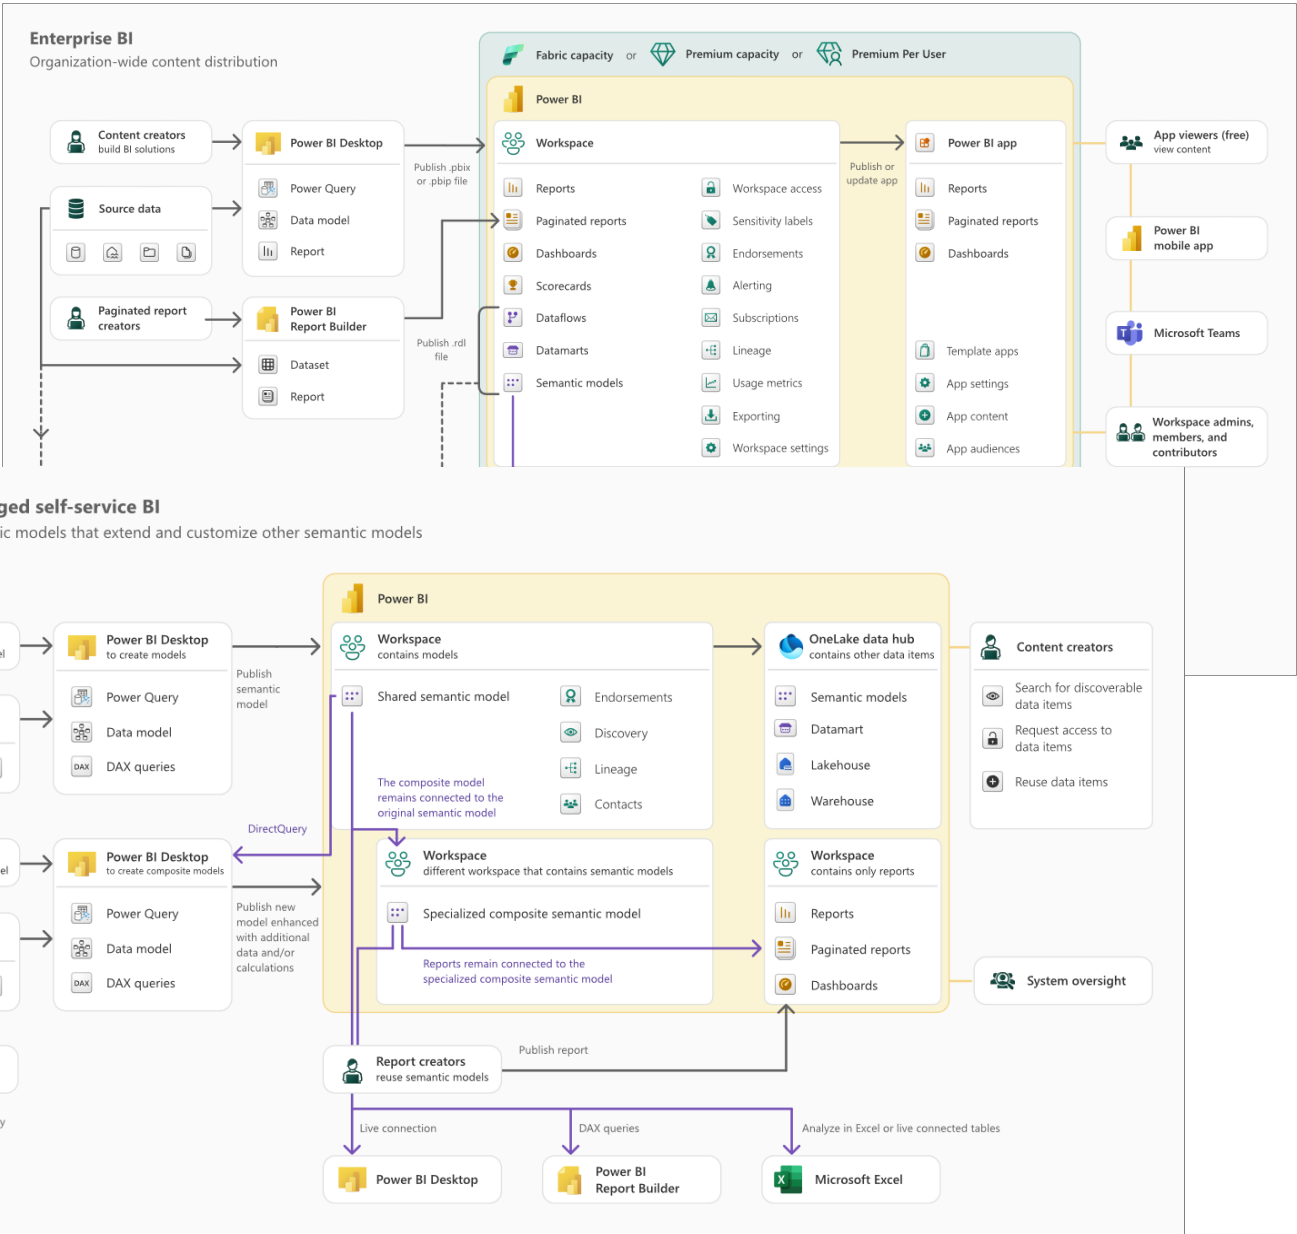 Enterprise BI
Organization-wide content distribution
Fabric capacity or Premium capacity or Premium Per User
Power BI
Content creators
build BI solutions
Source data
Paginated report
creators
Power BI Desktop
Power Query
Data model
Report
Power BI
Report Builder
Dataset
Report
Publish .pbix
or .pbip file
Publish .rdl
file
Workspace
Reports
Paginated reports
Dashboards
Scorecards
Dataflows
Datamarts
Semantic models
Workspace access
Sensitivity labels
Endorsements
Alerting
Subscriptions
Lineage
Usage metrics
Exporting
Workspace settings
Publish or
update app
Power BI app
Reports
Paginated reports
Dashboards
Template apps
App settings
App content
App audiences
App viewers (free)
view content
Power BI
mobile app
Microsoft Teams
Workspace admins,
members, and
contributors
ged self-service BI
ic models that extend and customize other semantic models
Power BI
el
Power BI Desktop
to create models
Power Query
Data model
DAX DAX queries
Publish
semantic
model
Workspace
contains models
Shared semantic model
Endorsements
Discovery
Lineage
Contacts
The composite model
remains connected to the
original semantic model
OneLake data hub
contains other data items
Semantic models
Datamart
Lakehouse
Warehouse
Content creators
Search for discoverable
data items
Request access to
data items
Reuse data items
DirectQuery
el
Power BI Desktop
to create composite models
Power Query
Data model
DAX DAX queries
Publish new
model enhanced
with additional
data and/or
calculations
Workspace
different workspace that contains semantic models
Specialized composite semantic model
Reports remain connected to the
specialized composite semantic model
Workspace
contains only reports
Reports
Paginated reports
Dashboards
System oversight
Report creators
reuse semantic models
Publish report
y
Live connection
DAX queries
Analyze in Excel or live connected tables
Power BI Desktop
Power BI
Report Builder
Microsoft Excel